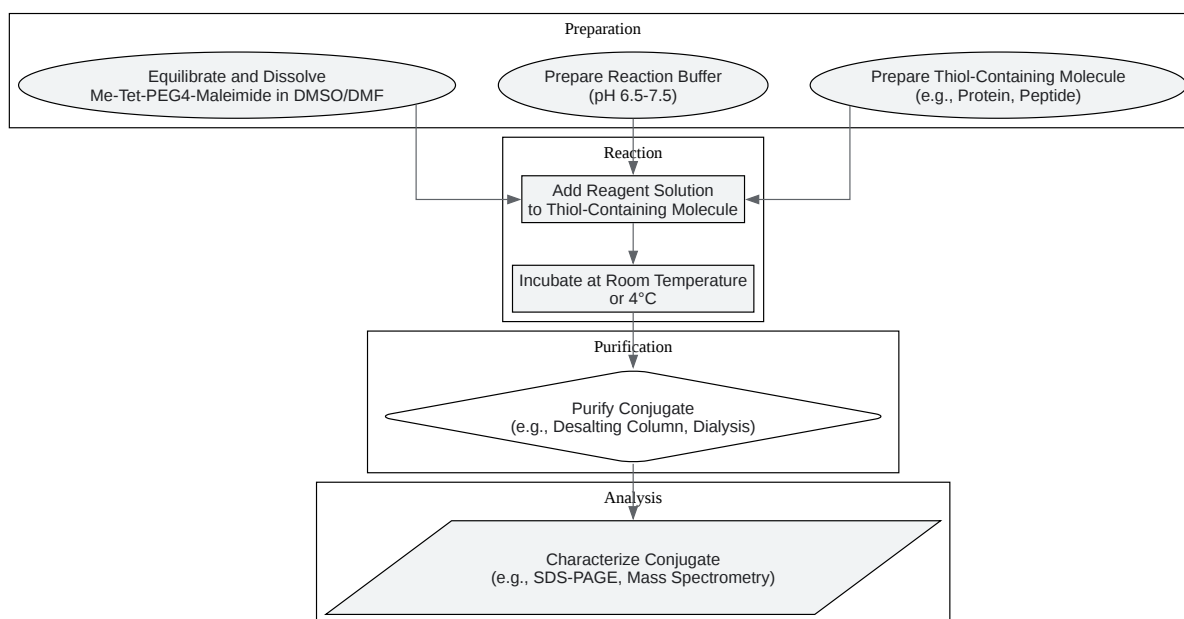 Preparation
Equilibrate and Dissolve
Me-Tet-PEG4-Maleimide in DMSO/DMF
Prepare Reaction Buffer
(pH 6.5-7.5)
Prepare Thiol-Containing Molecule
(e.g., Protein, Peptide)
Reaction
Add Reagent Solution
to Thiol-Containing Molecule
Incubate at Room Temperature
or 4°C
Purification
Purify Conjugate
(e.g., Desalting Column, Dialysis)
Analysis
Characterize Conjugate
(e.g., SDS-PAGE, Mass Spectrometry)